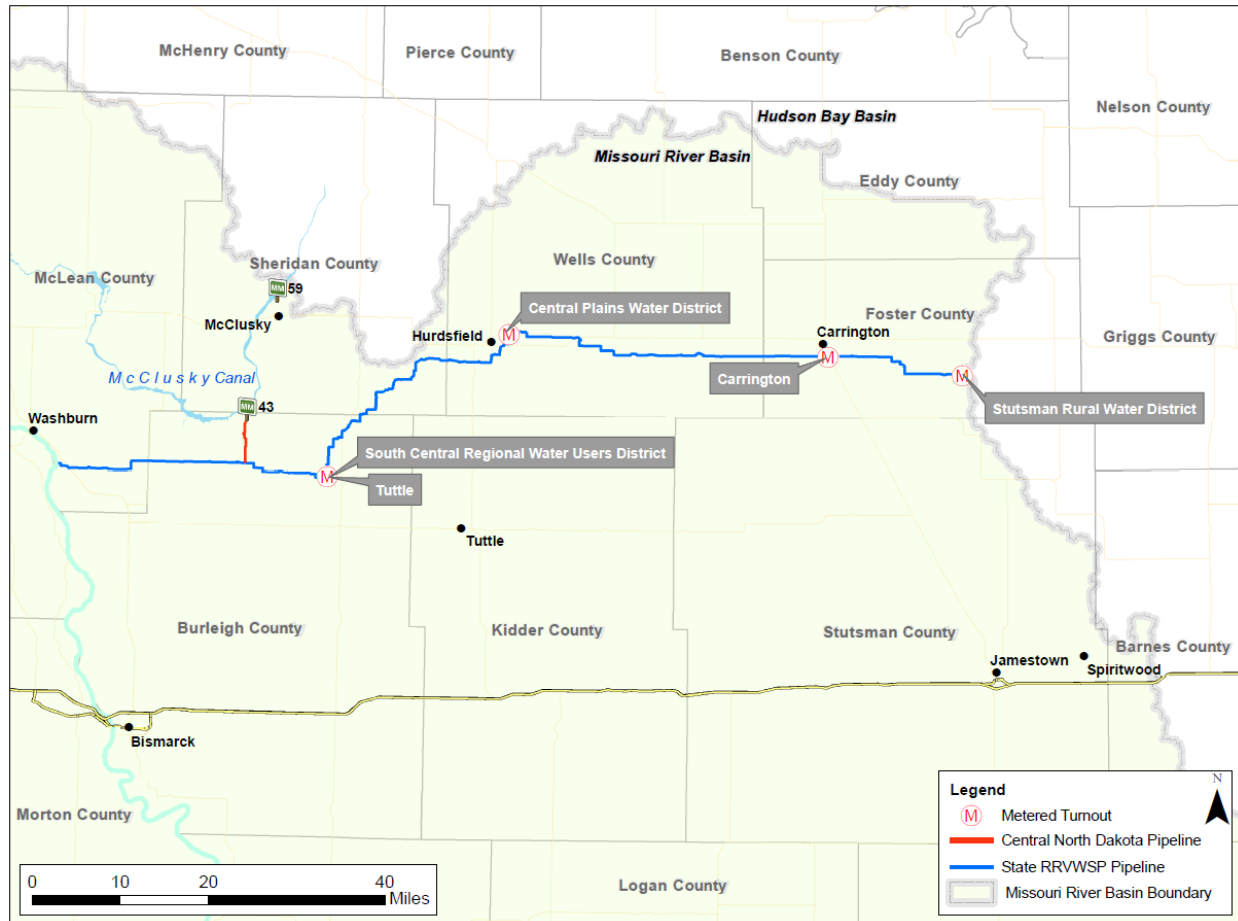 McHenry County
Pierce County
Benson County
Nelson County
Hudson Bay Basin
Missouri River Basin
Eddy County
Sheridan County
McLean County
Wells County
MM 59
McClusky
Central Plains Water District
Hurdsfield
M
Foster County
Carrington
Griggs County
M
McClusky Canal
Carrington
M
MM 43
Stutsman Rural Water District
Washburn
South Central Regional Water Users District
M
Tuttle
Tuttle
Burleigh County
Kidder County
Stutsman County
Barnes County
Jamestown
Spiritwood
Bismarck
Morton County
Logan County
0 10 20 40
Miles
N
Legend
M Metered Turnout
Central North Dakota Pipeline
State RRVWSP Pipeline
Missouri River Basin Boundary